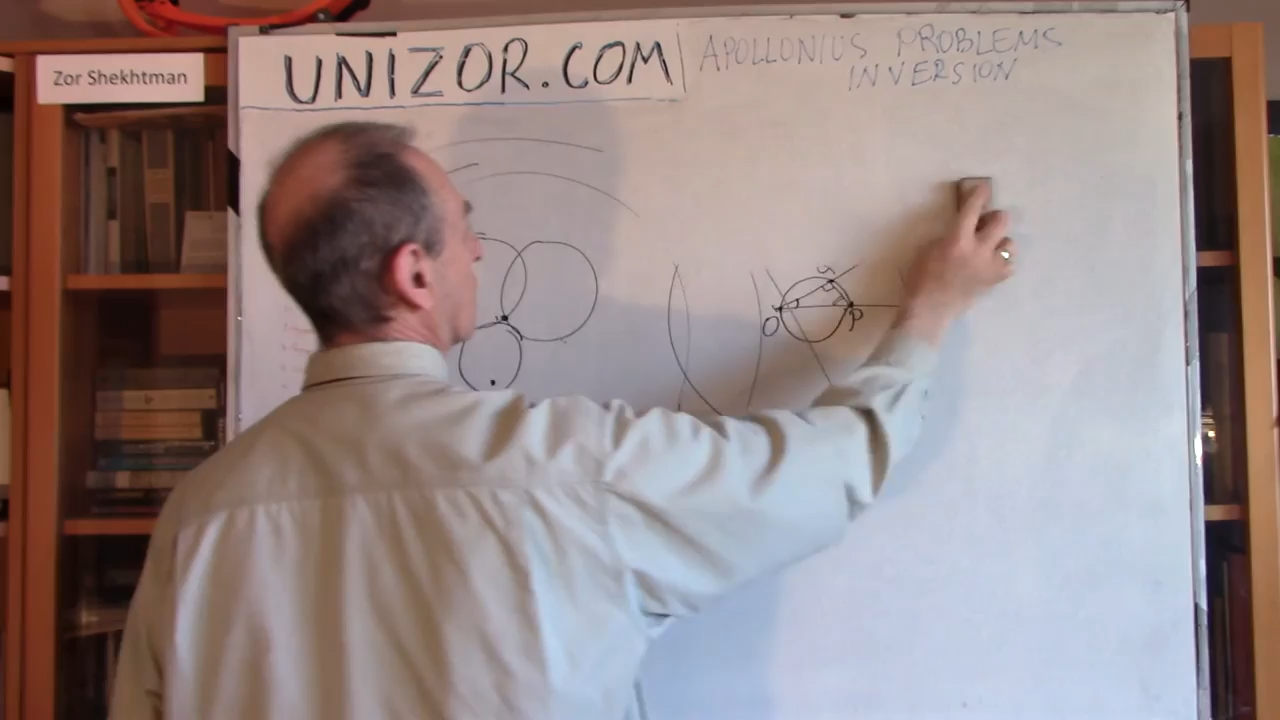 Zor Shekhtman
UNIZOR.COM
APOLLONIUS PROBLEMS
INVERSION
O
P